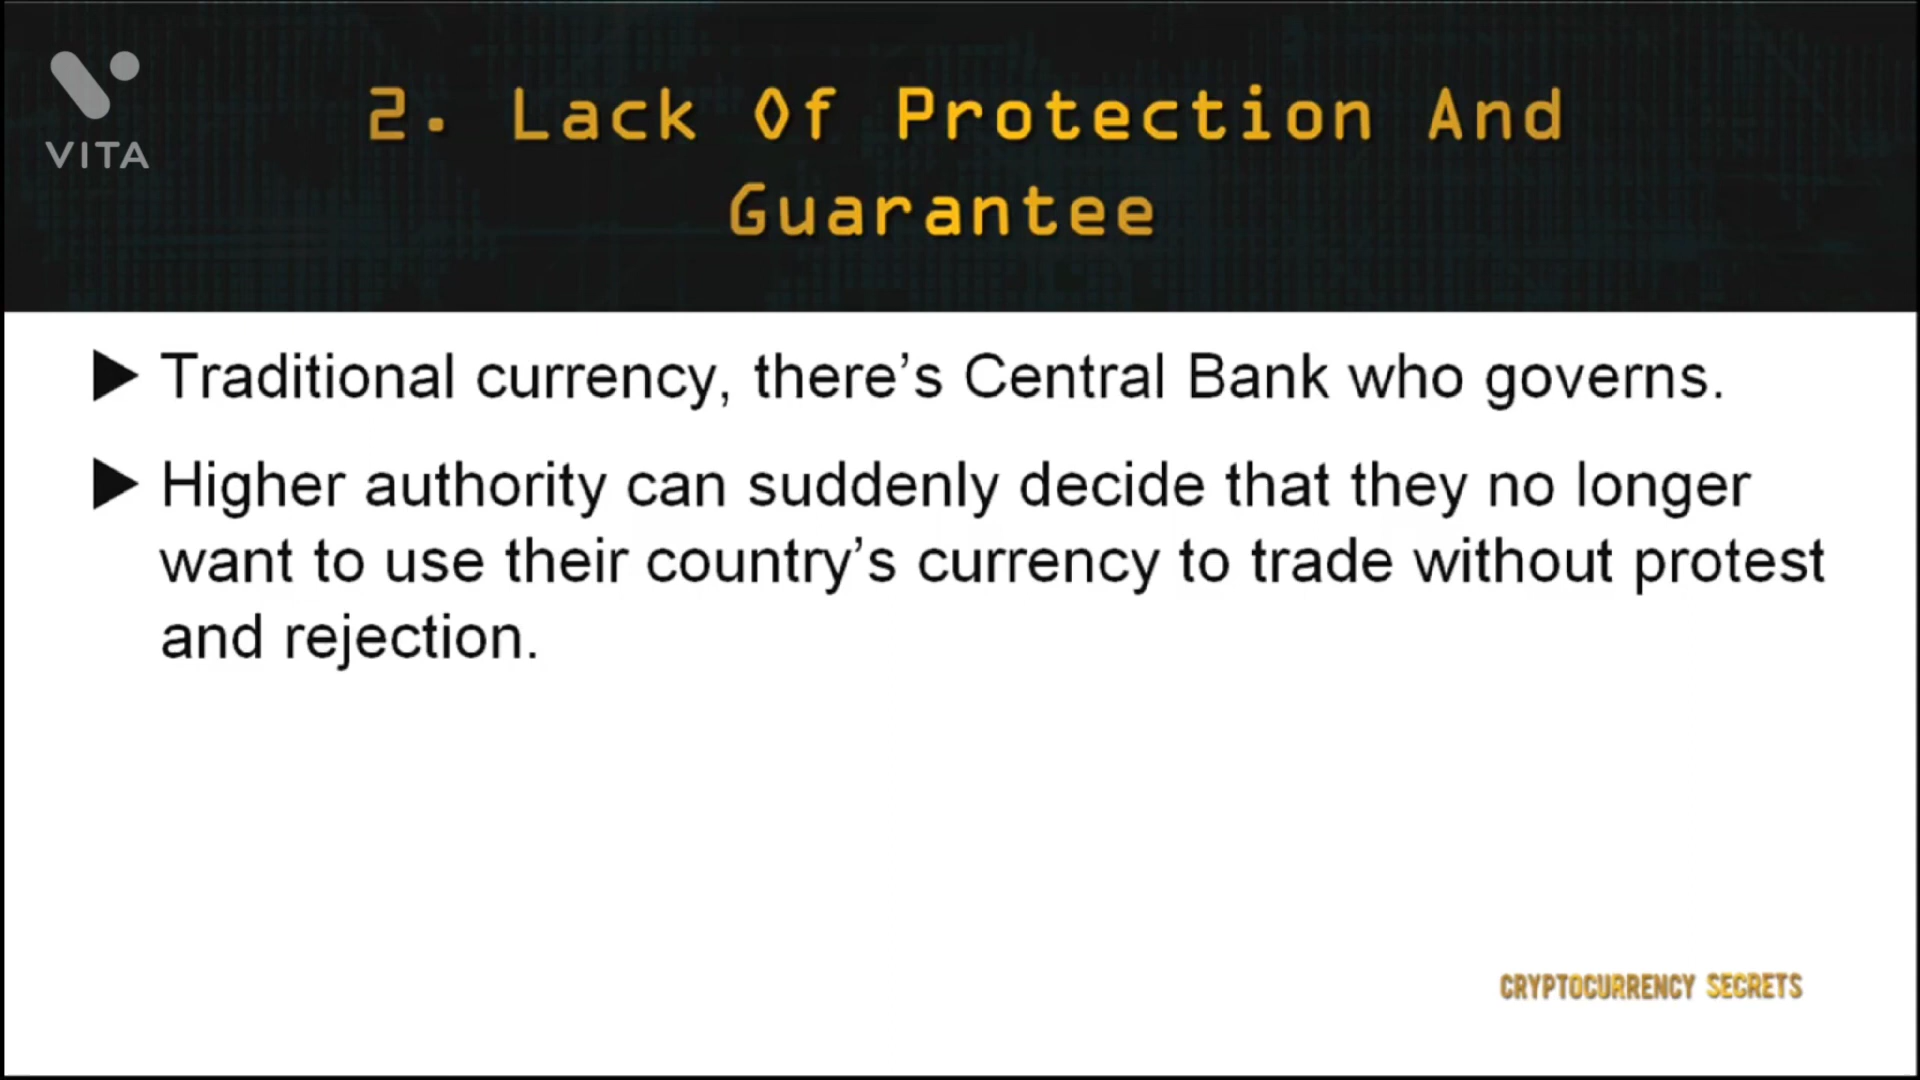 VITA
2. Lack Of Protection And
Guarantee
Traditional currency, there’s Central Bank who governs.
Higher authority can suddenly decide that they no longer
want to use their country’s currency to trade without protest
and rejection.
CRYPTOCURRENCY SECRETS